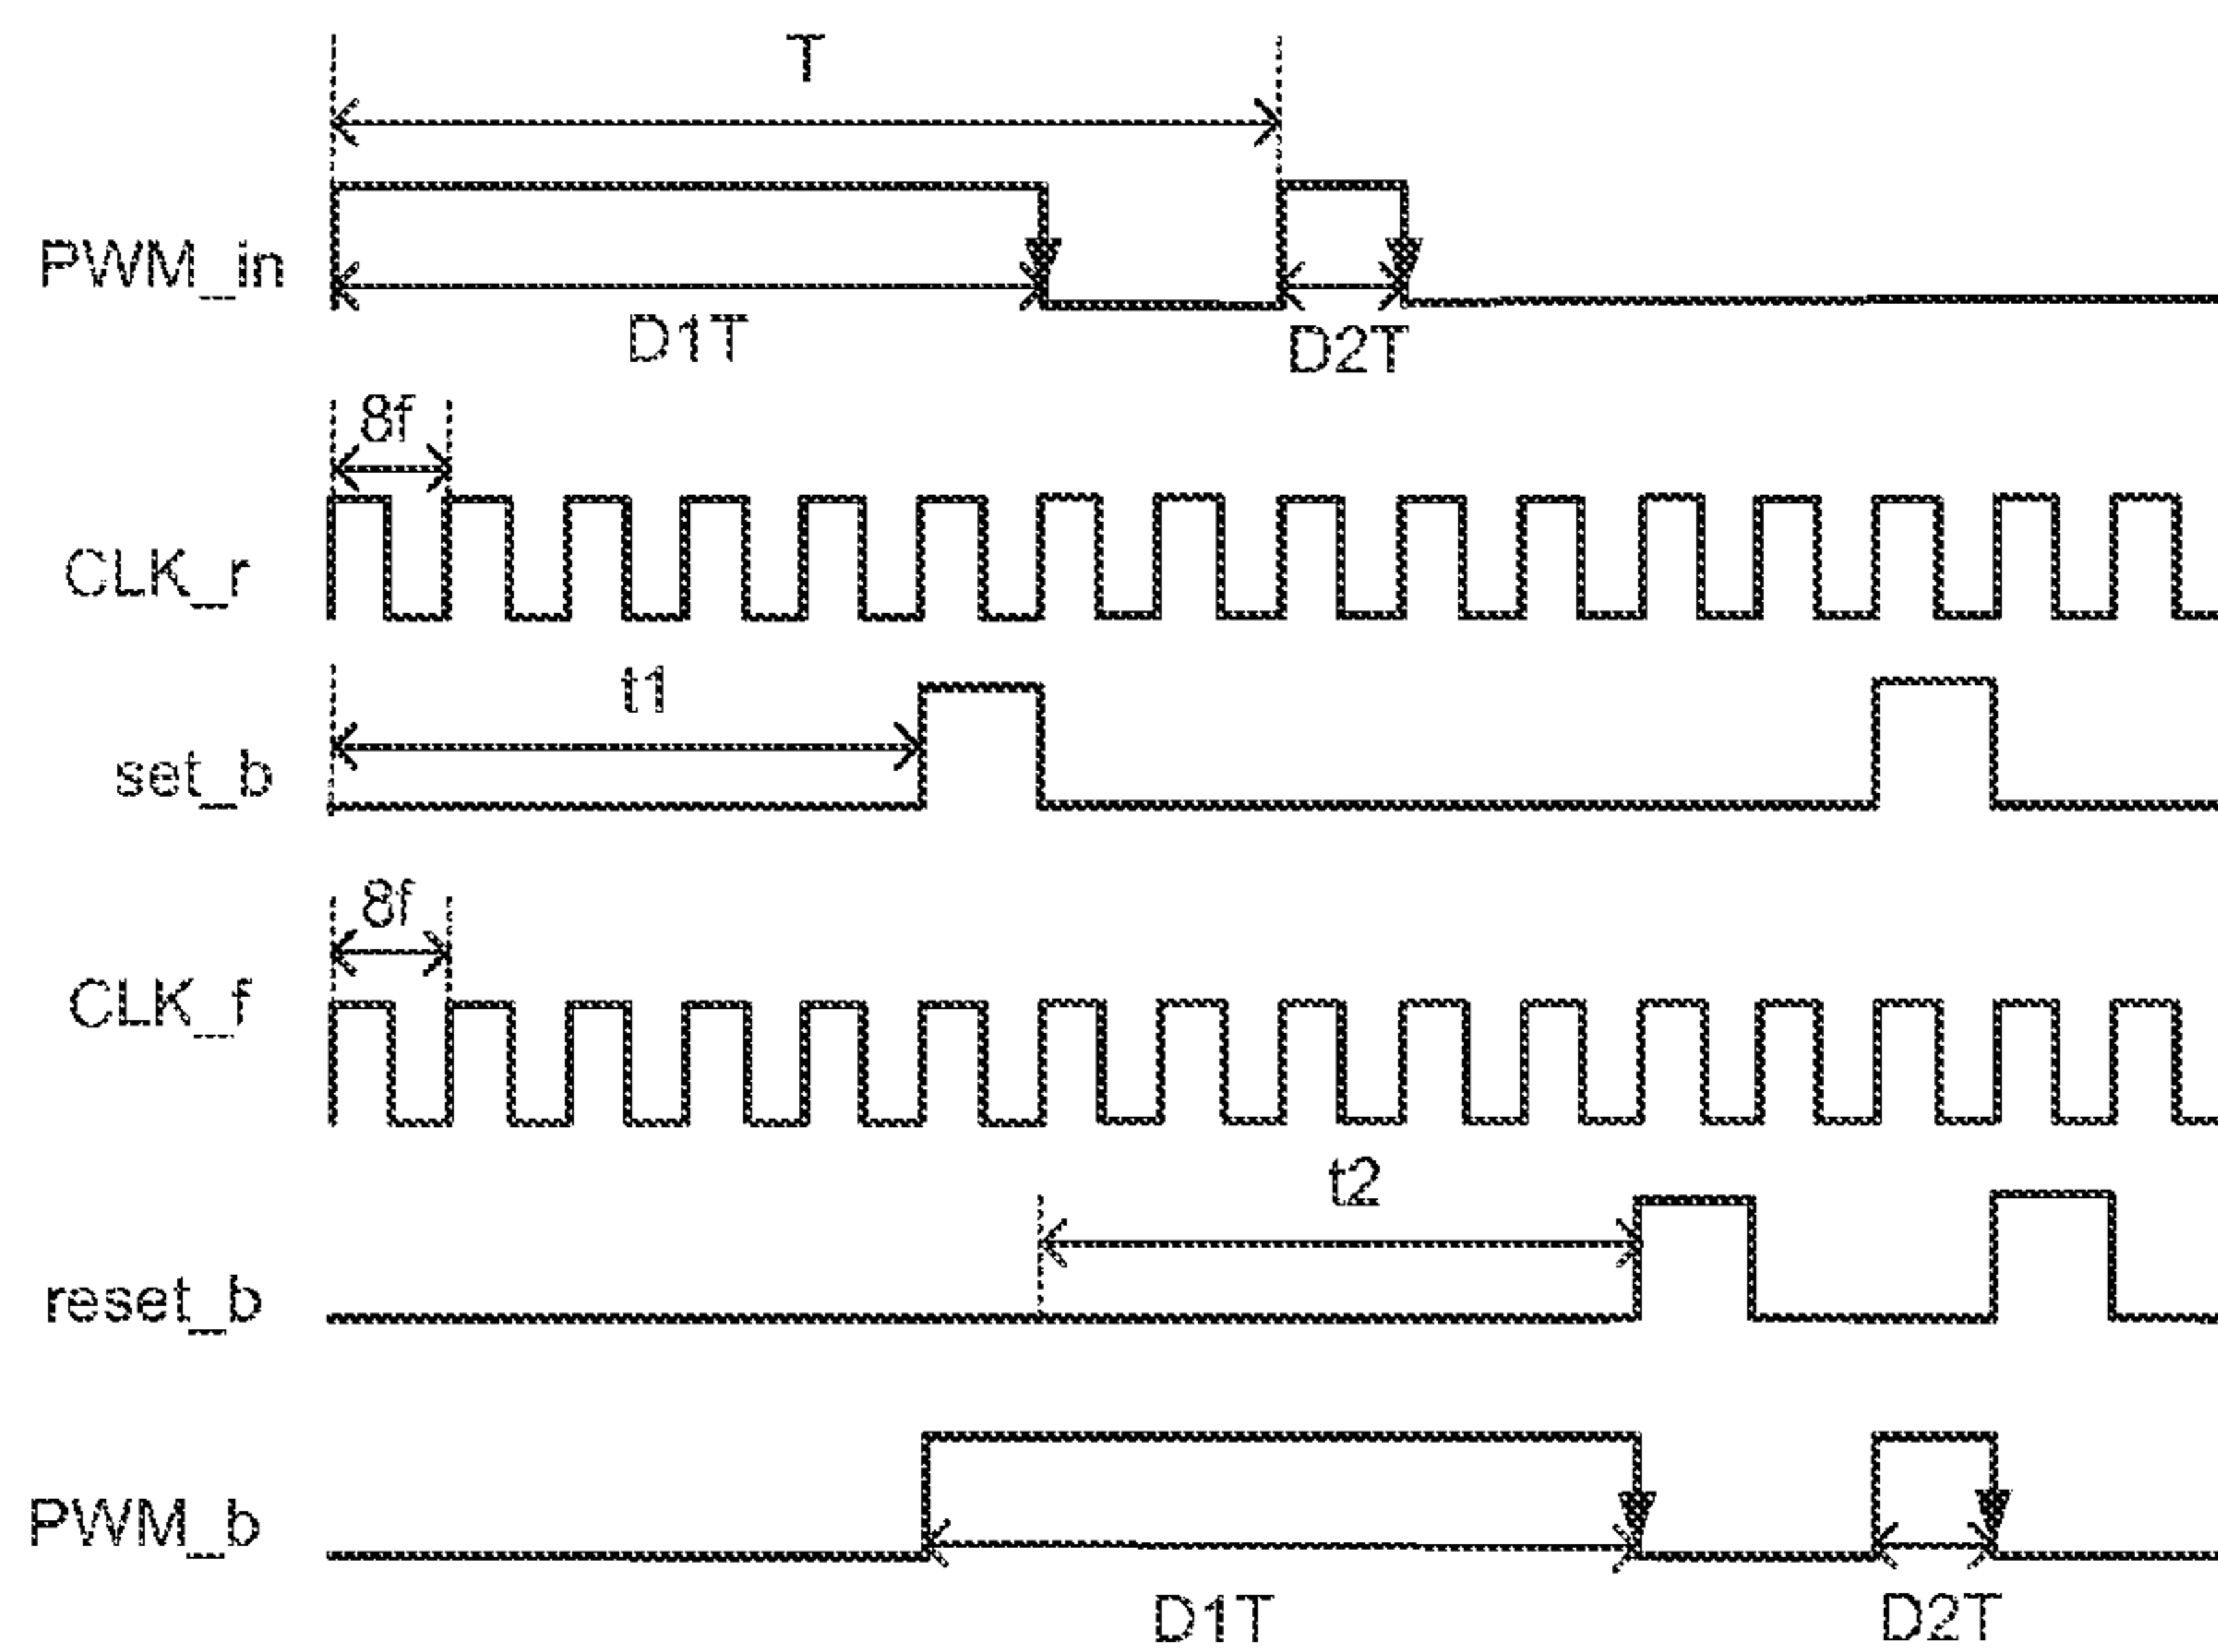 T
PWM_in
D1T
D2T
8f
CLK_r
t1
set_b
8f
CLK_f
t2
reset_b
PWM_b
D1T
D2T